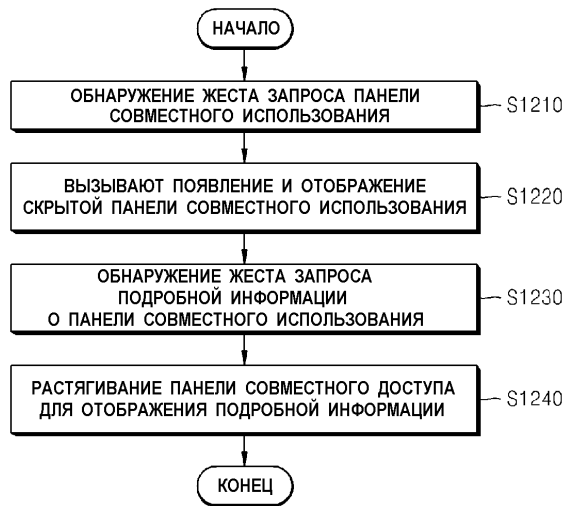 НАЧАЛО
ОБНАРУЖЕНИЕ ЖЕСТА ЗАПРОСА ПАНЕЛИ
СОВМЕСТНОГО ИСПОЛЬЗОВАНИЯ
S1210
ВЫЗЫВАЮТ ПОЯВЛЕНИЕ И ОТОБРАЖЕНИЕ
СКРЫТОЙ ПАНЕЛИ СОВМЕСТНОГО ИСПОЛЬЗОВАНИЯ
S1220
ОБНАРУЖЕНИЕ ЖЕСТА ЗАПРОСА
ПОДРОБНОЙ ИНФОРМАЦИИ
О ПАНЕЛИ СОВМЕСТНОГО ИСПОЛЬЗОВАНИЯ
S1230
РАСТЯГИВАНИЕ ПАНЕЛИ СОВМЕСТНОГО ДОСТУПА
ДЛЯ ОТОБРАЖЕНИЯ ПОДРОБНОЙ ИНФОРМАЦИИ
S1240
КОНЕЦ